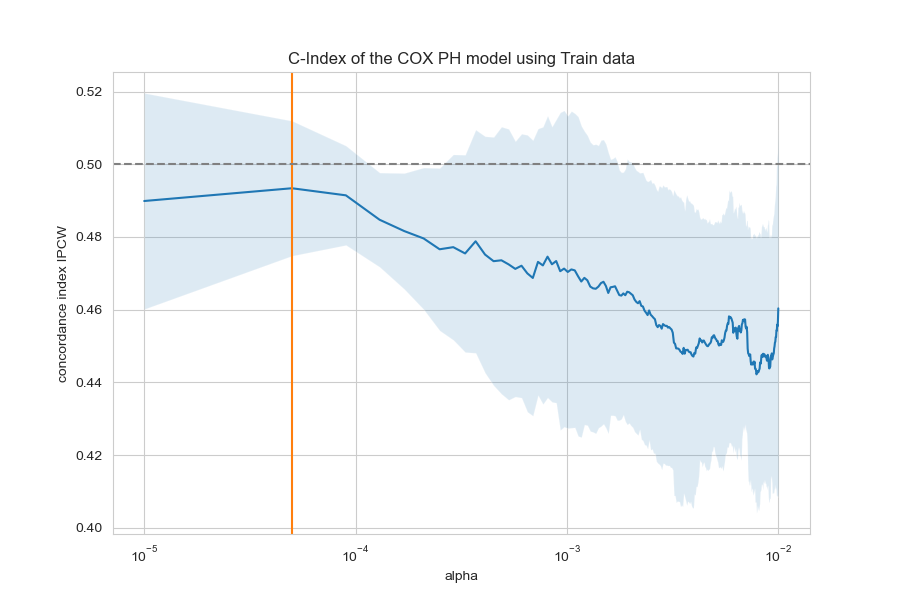 C-Index of the COX PH model using Train data
concordance index IPCW
0.52
0.50
0.48
0.46
0.44
0.42
0.40
10⁻⁵ 10⁻⁴ 10⁻³ 10⁻²
alpha